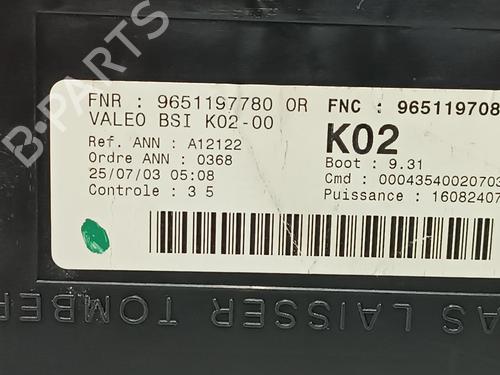 FNR : 9651197780 OR
FNC : 965119708
VALEO BSI K02-00
K02
Ref. ANN : A12122
Ordre ANN : 0368
Boot : 9.31
25/07/03 05:08
Cmd : 00043540020703
Controle : 3 5
Puissance : 16082407
PAS LAISSER TOMBER
B-Parts